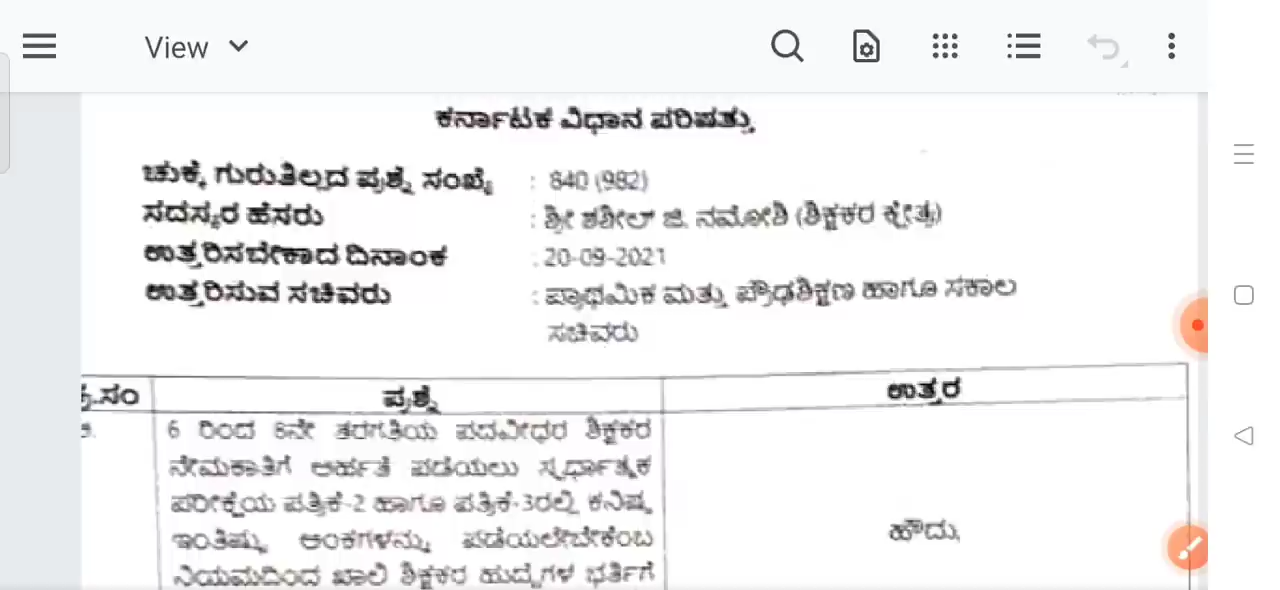 View
ಕರ್ನಾಟಕ ವಿಧಾನ ಪರಿಷತ್ತು
ಚುಕ್ಕೆ ಗುರುತಿಲ್ಲದ ಪ್ರಶ್ನೆ ಸಂಖ್ಯೆ : 840 (982)
ಸದಸ್ಯರ ಹೆಸರು : ಶ್ರೀ ಶಶೀಲ್ ಜಿ. ನಮೋಶಿ (ಶಿಕ್ಷಕರ ಕ್ಷೇತ್ರ)
ಉತ್ತರಿಸಬೇಕಾದ ದಿನಾಂಕ : 20-09-2021
ಉತ್ತರಿಸುವ ಸಚಿವರು : ಪ್ರಾಥಮಿಕ ಮತ್ತು ಪ್ರೌಢಶಿಕ್ಷಣ ಹಾಗೂ ಸಕಾಲ
ಸಚಿವರು
ಕ್ರ.ಸಂ ಪ್ರಶ್ನೆ ಉತ್ತರ
6 ರಿಂದ 8ನೇ ತರಗತಿಯ ಪದವೀಧರ ಶಿಕ್ಷಕರ
ನೇಮಕಾತಿಗೆ ಅರ್ಹತೆ ಪಡೆಯಲು ಸ್ಪರ್ಧಾತ್ಮಕ
ಪರೀಕ್ಷೆಯ ಪತ್ರಿಕೆ-2 ಹಾಗೂ ಪತ್ರಿಕೆ-3ರಲ್ಲಿ ಕನಿಷ್ಠ
ಇಂತಿಷ್ಟು ಅಂಕಗಳನ್ನು ಪಡೆಯಲೇಬೇಕೆಂಬ
ನಿಯಮದಿಂದ ಖಾಲಿ ಶಿಕ್ಷಕರ ಹುದ್ದೆಗಳ ಭರ್ತಿಗೆ
ಹೌದು,